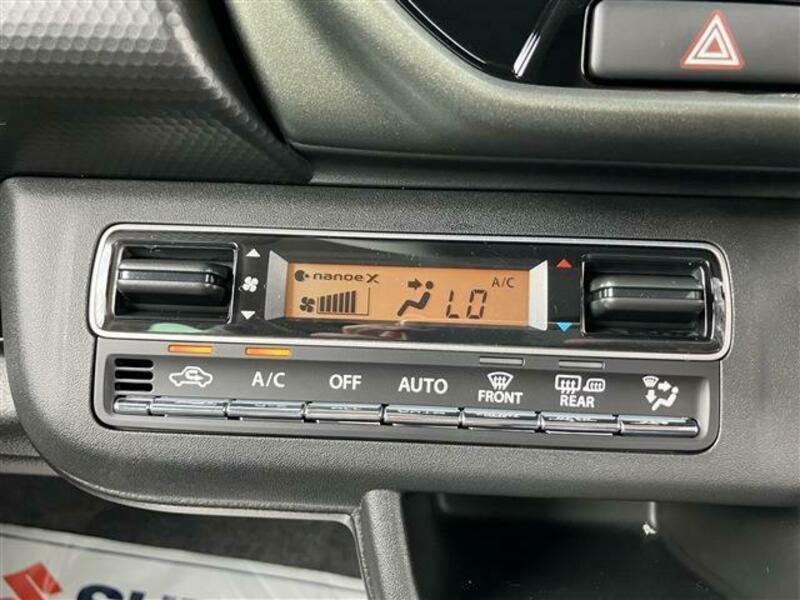 nanoe X
A/C
LO
A/C
OFF
AUTO
FRONT
REAR